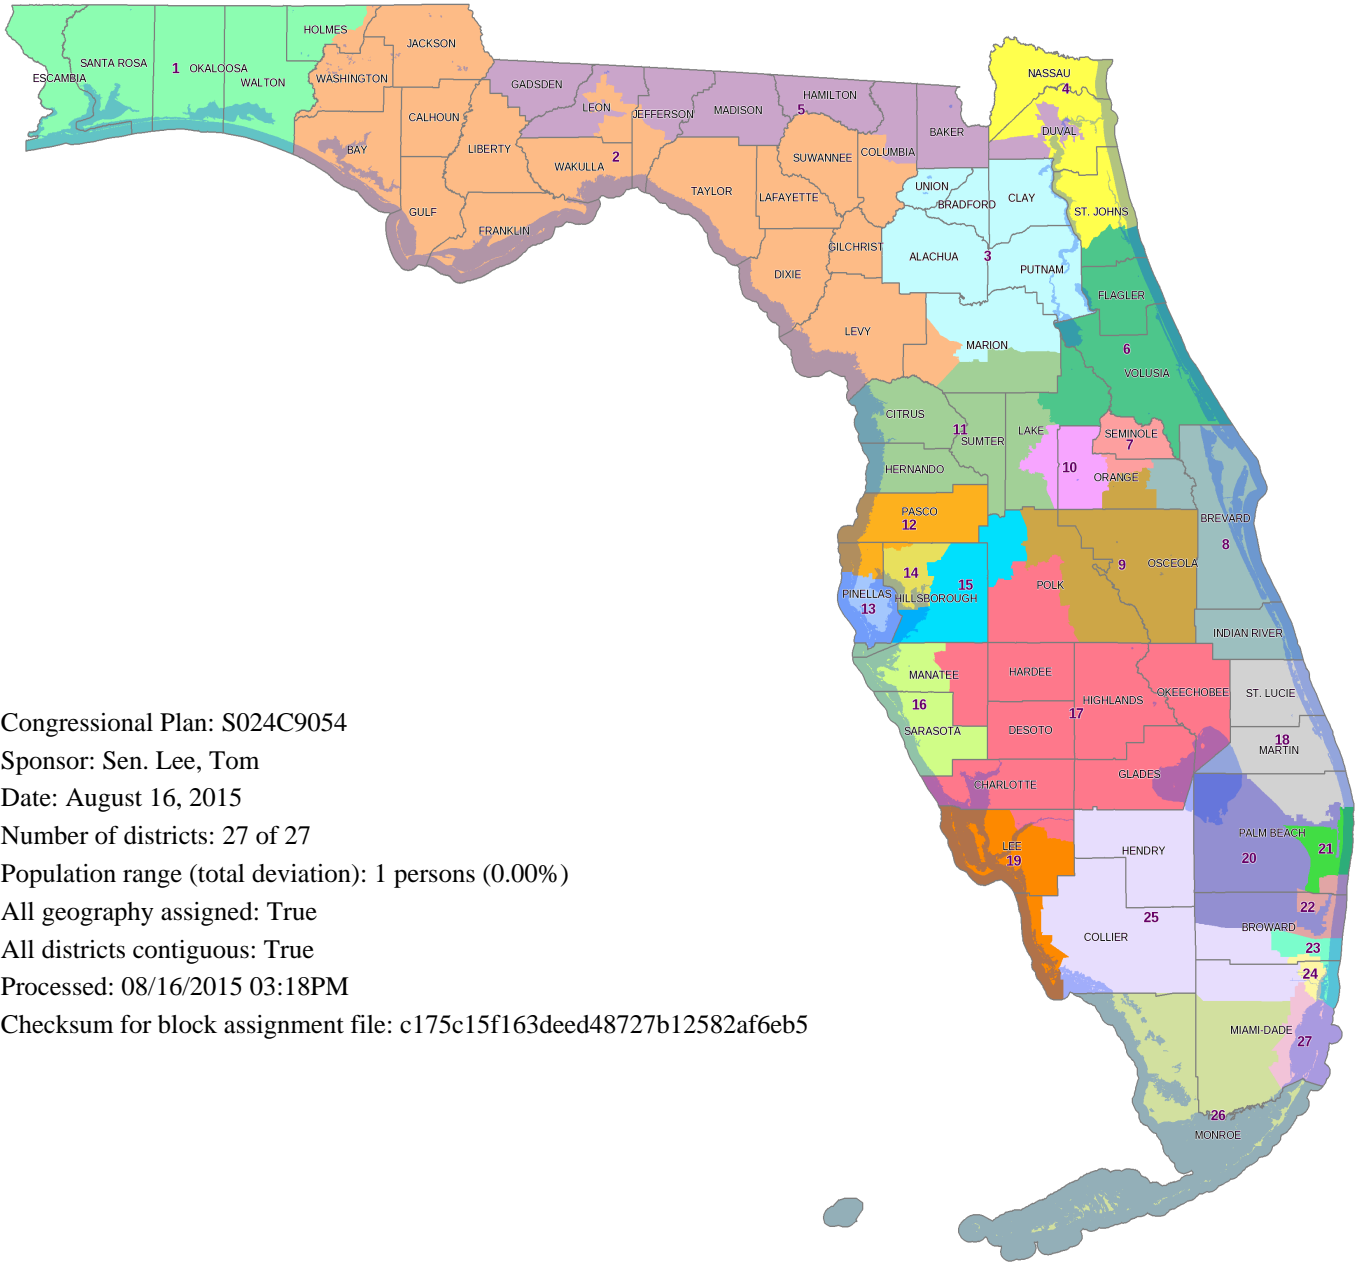 HOLMES
JACKSON
SANTA ROSA
1 OKALOOSA
ESCAMBIA
WALTON
WASHINGTON
GADSDEN
LEON
JEFFERSON
MADISON
HAMILTON
5
CALHOUN
BAY
LIBERTY
WAKULLA 2
GULF
FRANKLIN
TAYLOR
SUWANNEE
COLUMBIA
LAFAYETTE
BAKER
NASSAU
4
DUVAL
UNION
BRADFORD
CLAY
ST. JOHNS
GILCHRIST
ALACHUA
3
PUTNAM
DIXIE
FLAGLER
LEVY
MARION
6
VOLUSIA
CITRUS
11
SUMTER
LAKE
SEMINOLE
7
HERNANDO
10
ORANGE
PASCO
12
BREVARD
8
14
15
9
OSCEOLA
POLK
PINELLAS
13
HILLSBOROUGH
INDIAN RIVER
MANATEE
HARDEE
16
SARASOTA
DESOTO
17
HIGHLANDS
OKEECHOBEE
ST. LUCIE
18
MARTIN
CHARLOTTE
GLADES
LEE
19
HENDRY
PALM BEACH
20
21
22
25
COLLIER
BROWARD
23
24
MIAMI-DADE
27
26
MONROE
Congressional Plan: S024C9054
Sponsor: Sen. Lee, Tom
Date: August 16, 2015
Number of districts: 27 of 27
Population range (total deviation): 1 persons (0.00%)
All geography assigned: True
All districts contiguous: True
Processed: 08/16/2015 03:18PM
Checksum for block assignment file: c175c15f163deed48727b12582af6eb5